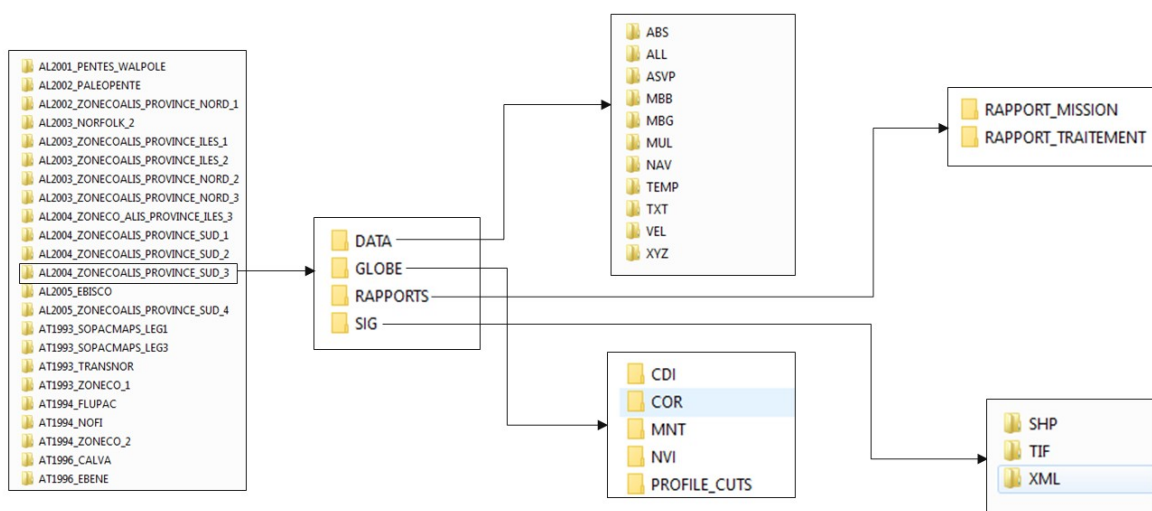 AL2001_PENTES_WALPOLE
AL2002_PALEOPENTE
AL2002_ZONECOALIS_PROVINCE_NORD_1
AL2003_NORFOLK_2
AL2003_ZONECOALIS_PROVINCE_ILES_1
AL2003_ZONECOALIS_PROVINCE_ILES_2
AL2003_ZONECOALIS_PROVINCE_NORD_2
AL2003_ZONECOALIS_PROVINCE_NORD_3
AL2004_ZONECO_ALIS_PROVINCE_ILES_3
AL2004_ZONECOALIS_PROVINCE_SUD_1
AL2004_ZONECOALIS_PROVINCE_SUD_2
AL2004_ZONECOALIS_PROVINCE_SUD_3
AL2005_EBISCO
AL2005_ZONECOALIS_PROVINCE_SUD_4
AT1993_SOPACMAPS_LEG1
AT1993_SOPACMAPS_LEG3
AT1993_TRANSNOR
AT1993_ZONECO_1
AT1994_FLUPAC
AT1994_NOFI
AT1994_ZONECO_2
AT1996_CALVA
AT1996_EBENE
DATA
GLOBE
RAPPORTS
SIG
ABS
ALL
ASVP
MBB
MBG
MUL
NAV
TEMP
TXT
VEL
XYZ
CDI
COR
MNT
NVI
PROFILE_CUTS
RAPPORT_MISSION
RAPPORT_TRAITEMENT
SHP
TIF
XML